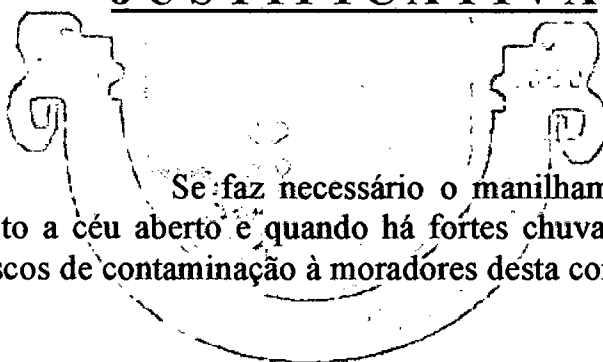 J U S T I F I C A T I V A
Se faz necessário o manilham
to a céu aberto e quando há fortes chuva
scos de contaminação à moradores desta co